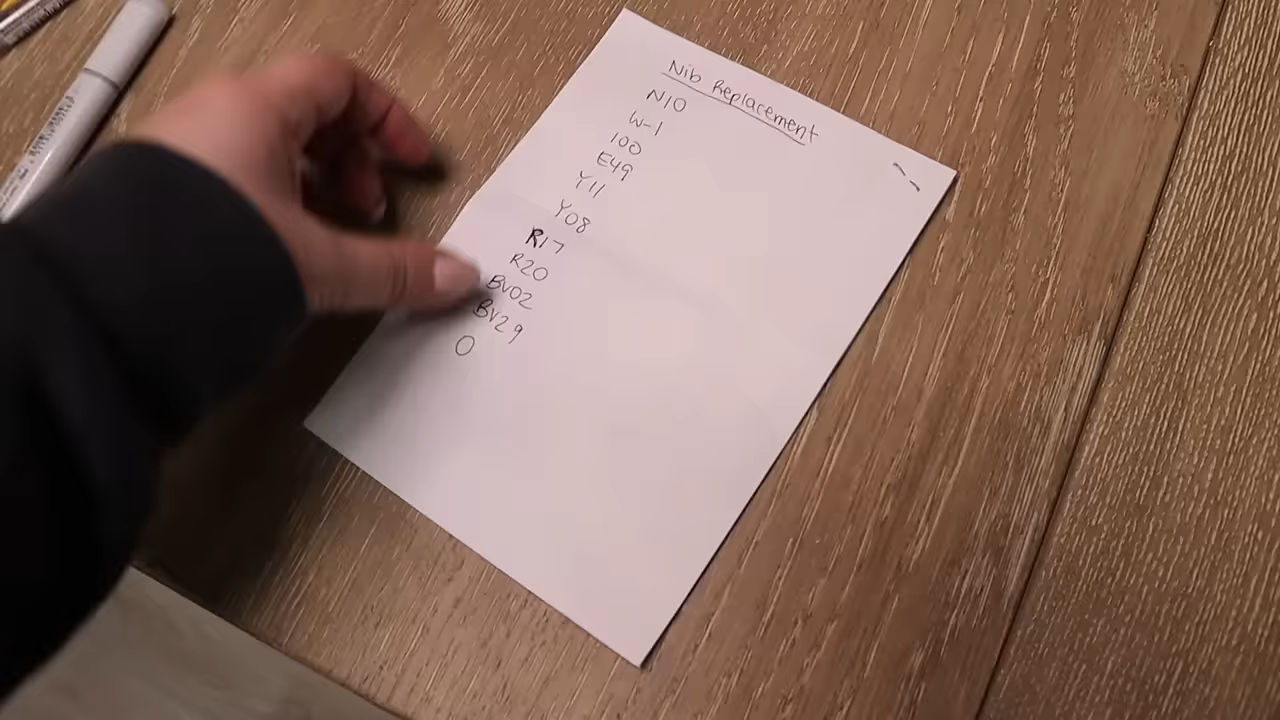 Nib Replacement
N10
W-1
100
E49
Y11
Y08
R17
R20
BV02
BV29
0